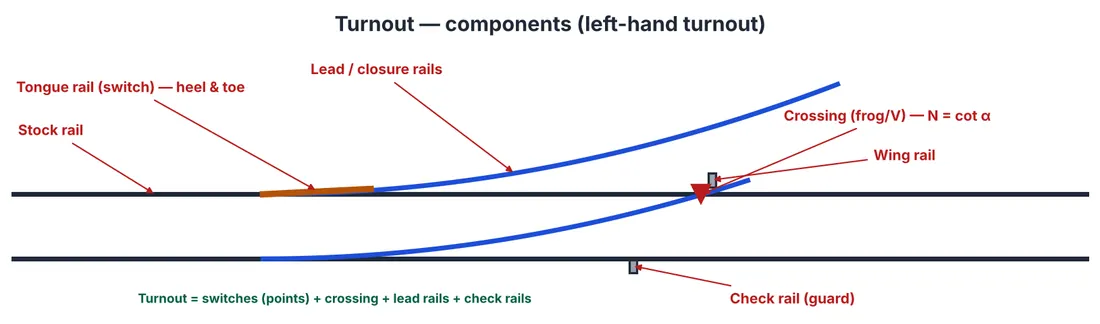 Turnout — components (left-hand turnout)
Lead / closure rails
Tongue rail (switch) — heel & toe
Crossing (frog/V) — N = cot α
Stock rail
Wing rail
Turnout = switches (points) + crossing + lead rails + check rails
Check rail (guard)